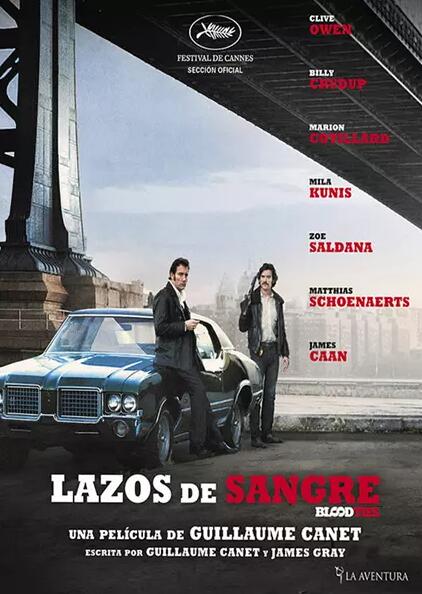 FESTIVAL DE CANNES
SECCIÓN OFICIAL
CLIVE
OWEN
BILLY
CRUDUP
MARION
COTILLARD
MILA
KUNIS
ZOE
SALDANA
MATTHIAS
SCHOENAERTS
JAMES
CAAN
LAZOS DE SANGRE
BLOOD TIES
UNA PELÍCULA DE GUILLAUME CANET
ESCRITA POR GUILLAUME CANET Y JAMES GRAY
LA AVENTURA